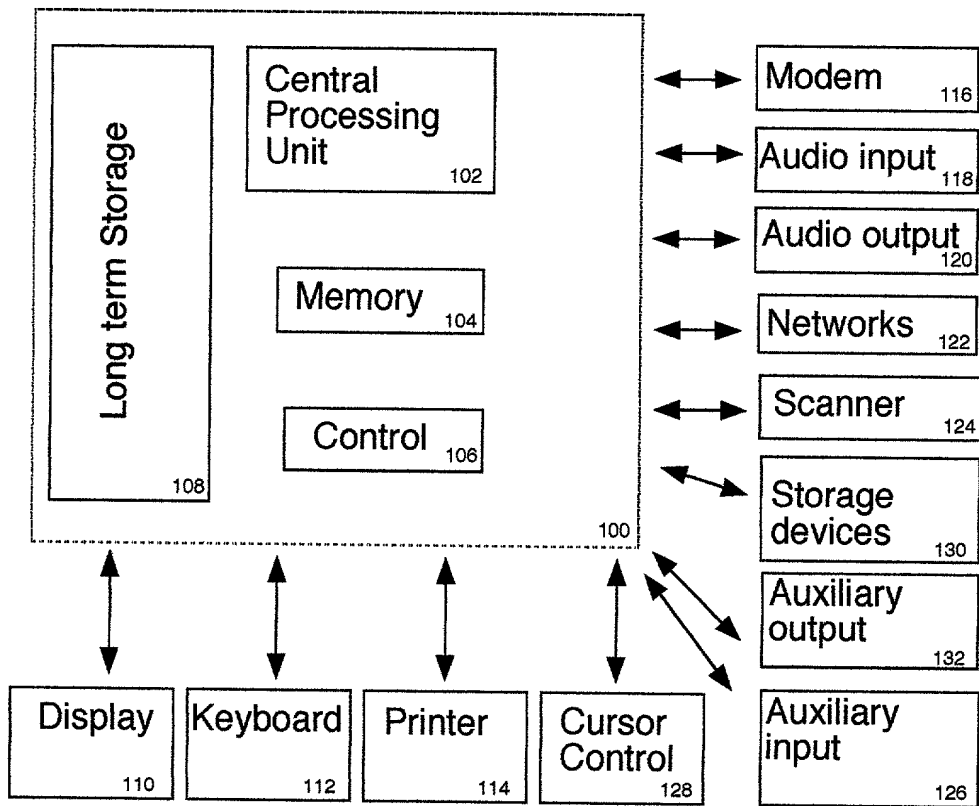 Long term Storage
108
Central
Processing
Unit
102
Memory
104
Control
106
100
Modem
116
Audio input
118
Audio output
120
Networks
122
Scanner
124
Storage
devices
130
Auxiliary
output
132
Auxiliary
input
126
Display
110
Keyboard
112
Printer
114
Cursor
Control
128